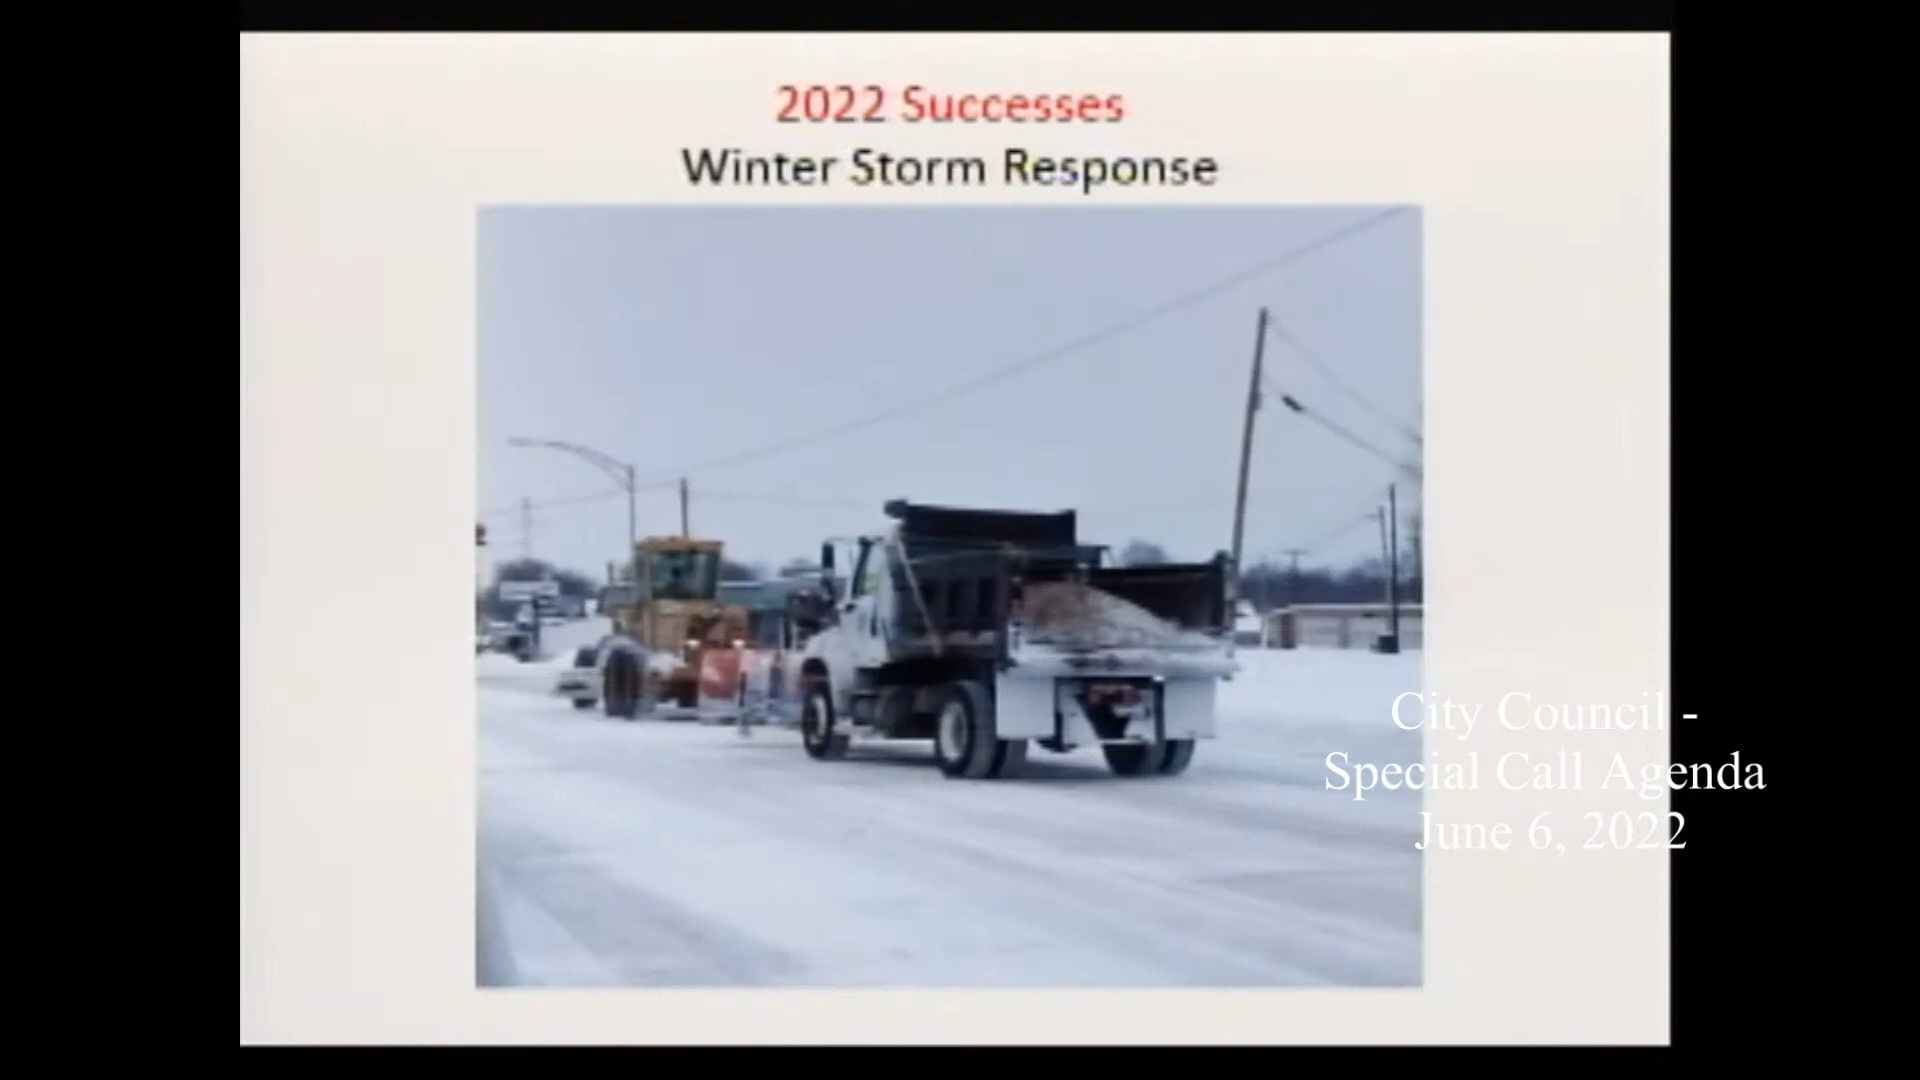 2022 Successes
Winter Storm Response
City Council -
Special Call Agenda
June 6, 2022